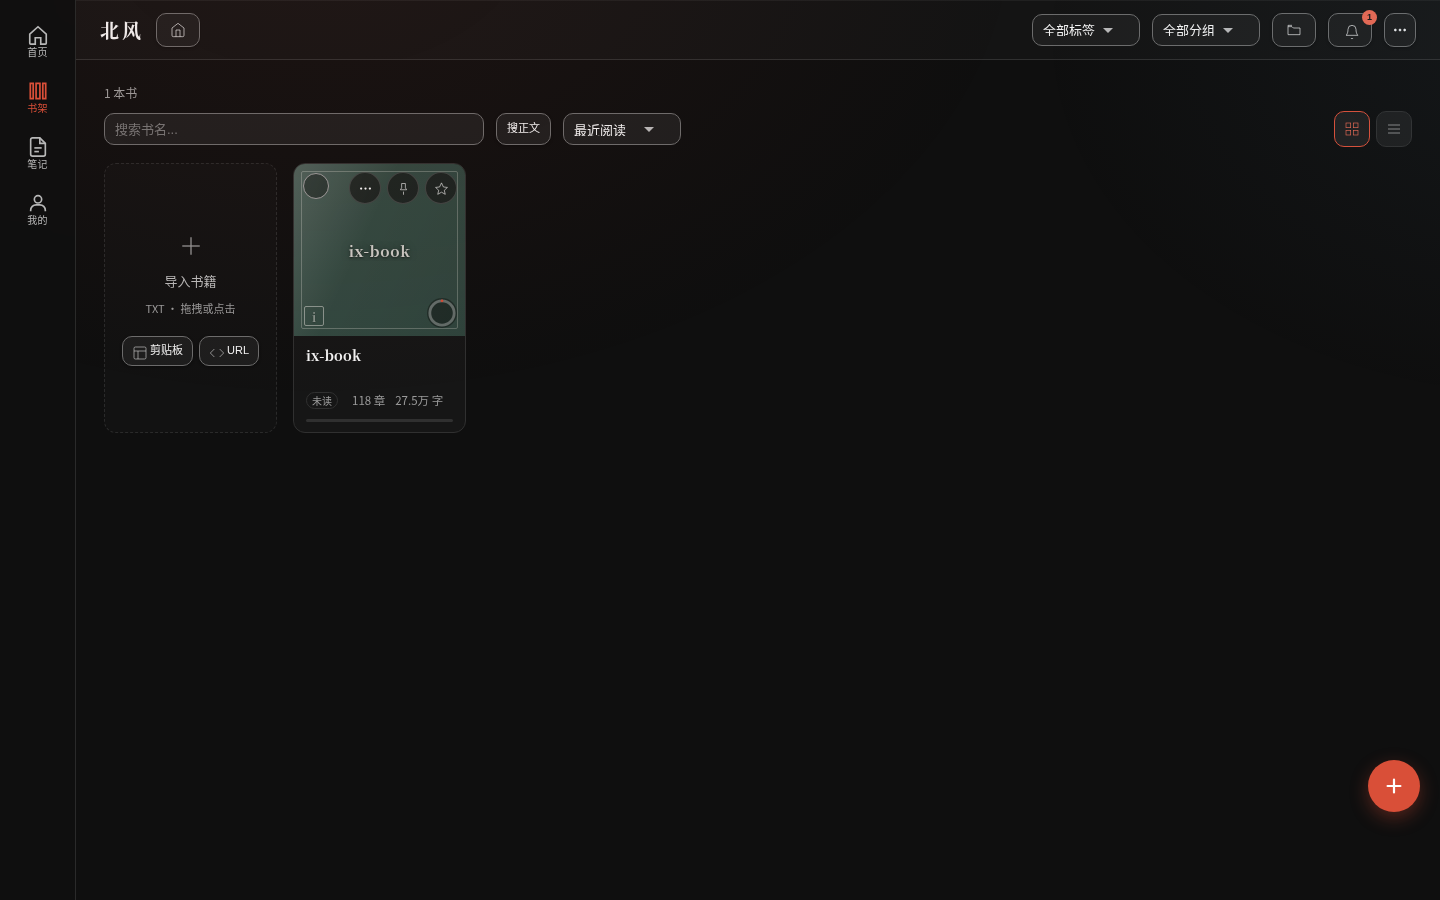 首页
书架
笔记
我的
北风
全部标签
全部分组
1
1 本书
搜索书名...
搜正文
最近阅读
导入书籍
TXT · 拖拽或点击
剪贴板
URL
ix-book
i
ix-book
未读 118 章 27.5万 字